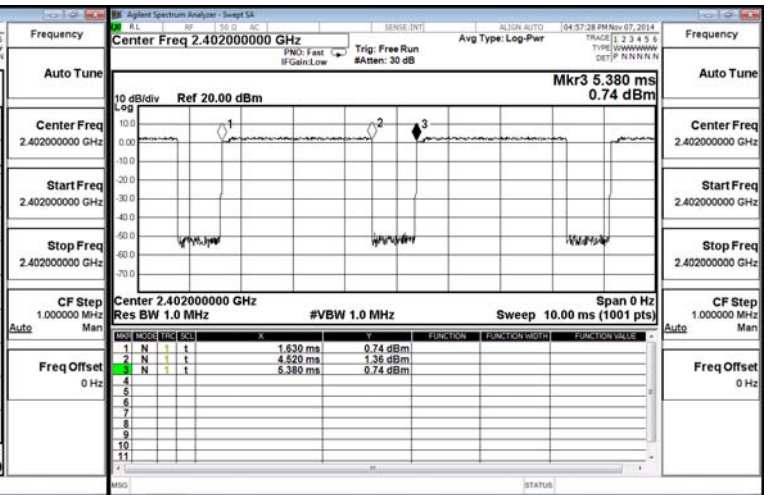 Agilent Spectrum Analyzer - Swept SA
RL RF 50 Ω AC SENSE:INT ALIGN AUTO 04:57:28 PM Nov 07, 2014
Center Freq 2.402000000 GHz
PNO: Fast
IFGain:Low
Trig: Free Run
#Atten: 30 dB
Avg Type: Log-Pwr
TRACE 1 2 3 4 5 6
TYPE WWWWWW
DET P N N N N N
Mkr3 5.380 ms
0.74 dBm
10 dB/div Ref 20.00 dBm
Log
10.0
0.00
-10.0
-20.0
-30.0
-40.0
-50.0
-60.0
-70.0
1
2
3
Center 2.402000000 GHz Span 0 Hz
Res BW 1.0 MHz #VBW 1.0 MHz Sweep 10.00 ms (1001 pts)
MKR MODE TRC SCL X Y FUNCTION FUNCTION WIDTH FUNCTION VALUE
1 N 1 t 1.630 ms 0.74 dBm
2 N 1 t 4.520 ms 1.36 dBm
3 N 1 t 5.380 ms 0.74 dBm
4
5
6
7
8
9
10
11
MSG STATUS
Frequency
Auto Tune
Center Freq
2.402000000 GHz
Start Freq
2.402000000 GHz
Stop Freq
2.402000000 GHz
CF Step
1.000000 MHz
Auto Man
Freq Offset
0 Hz
Frequency
Auto Tune
Center Freq
2.402000000 GHz
Start Freq
2.402000000 GHz
Stop Freq
2.402000000 GHz
CF Step
1.000000 MHz
Auto Man
Freq Offset
0 Hz